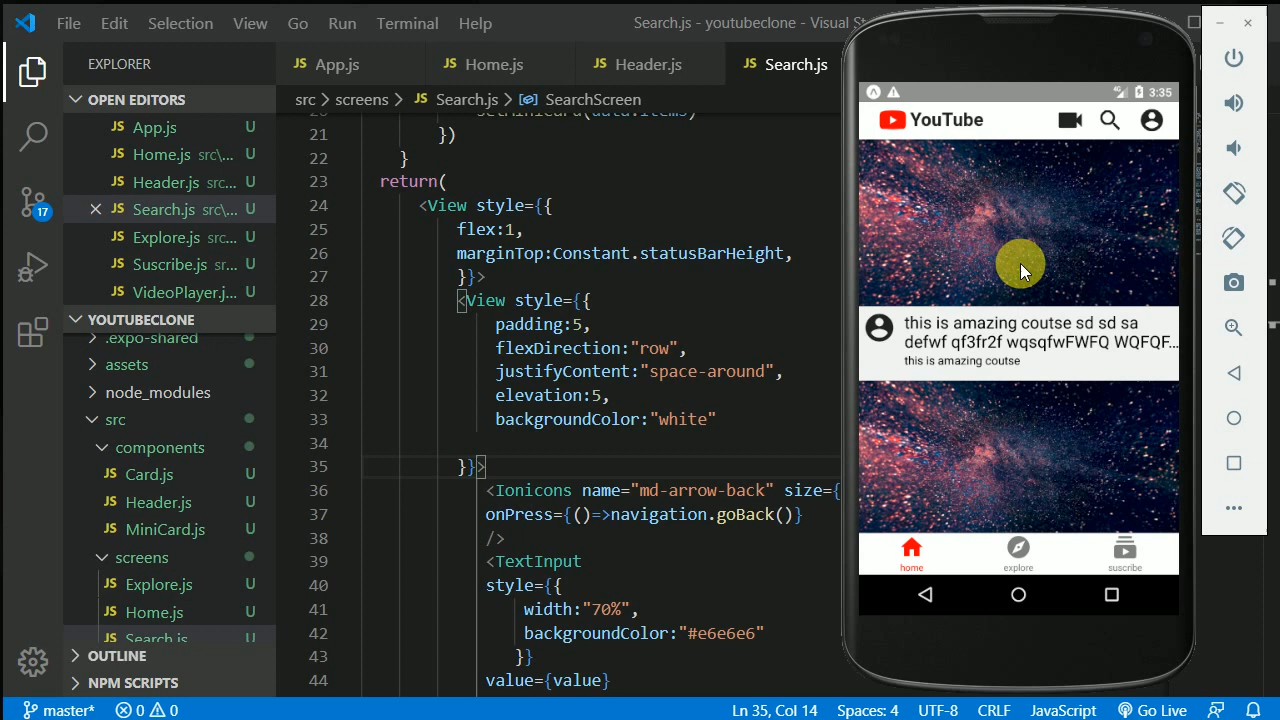 File Edit Selection View Go Run Terminal Help
Search.js - youtubeclone - Visual St
EXPLORER
OPEN EDITORS
JS App.js U
JS Home.js src\... U
JS Header.js src... U
JS Search.js src\... U
JS Explore.js src... U
JS Suscribe.js src... U
JS VideoPlayer.j... U
YOUTUBECLONE
.expo-shared
assets
node_modules
src
components
JS Card.js U
JS Header.js U
JS MiniCard.js U
screens
JS Explore.js U
JS Home.js U
JS Search.js U
OUTLINE
NPM SCRIPTS
17
JS App.js
JS Home.js
JS Header.js
JS Search.js
src > screens > JS Search.js > SearchScreen
20 setMiniCard(data.items)
21 })
22 }
23 return(
24 <View style={{
25 flex:1,
26 marginTop:Constant.statusBarHeight,
27 }}>
28 <View style={{
29 padding:5,
30 flexDirection:"row",
31 justifyContent:"space-around",
32 elevation:5,
33 backgroundColor:"white"
34
35 }}>
36 <Ionicons name="md-arrow-back" size={
37 onPress={()=>navigation.goBack()}
38 />
39 <TextInput
40 style={{
41 width:"70%",
42 backgroundColor:"#e6e6e6"
43 }}
44 value={value}
4G 3:35
YouTube
this is amazing coutse sd sd sa
defwf qf3fr2f wqsqfwFWFQ WQFQF...
this is amazing coutse
home explore suscribe
master* 0 0
Ln 35, Col 14 Spaces: 4 UTF-8 CRLF JavaScript Go Live